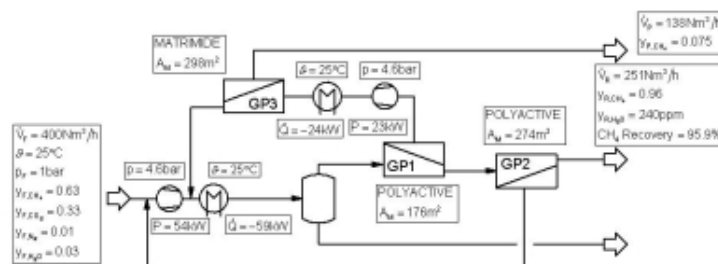 V̇P = 138Nm³/h
yP,CH₄ = 0.075
MATRIMIDE
AM = 298m²
ϑ = 25°C
p = 4.6bar
GP3
Q̇ = −24kW
P = 23kW
V̇R = 251Nm³/h
yR,CH₄ = 0.96
yR,H₂O = 240ppm
CH₄ Recovery = 95.9%
POLYACTIVE
AM = 274m²
V̇F = 400Nm³/h
ϑ = 25°C
pF = 1bar
yF,CH₄ = 0.63
yF,CO₂ = 0.33
yF,N₂ = 0.01
yF,H₂O = 0.03
p = 4.6bar
ϑ = 25°C
GP1
GP2
P = 54kW
Q̇ = −59kW
POLYACTIVE
AM = 176m²